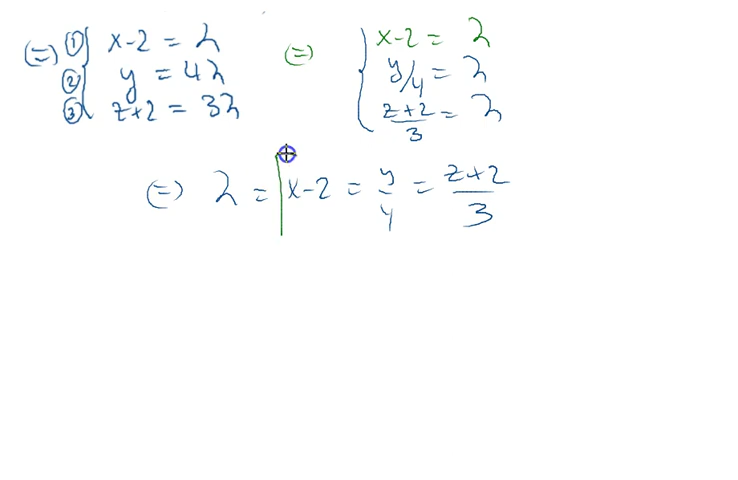 (=) ① x-2 = λ (=) x-2 = λ
② y = 4λ y/4 = λ
③ z+2 = 3λ (z+2)/3 = λ
(=) λ = x-2 = y/4 = (z+2)/3